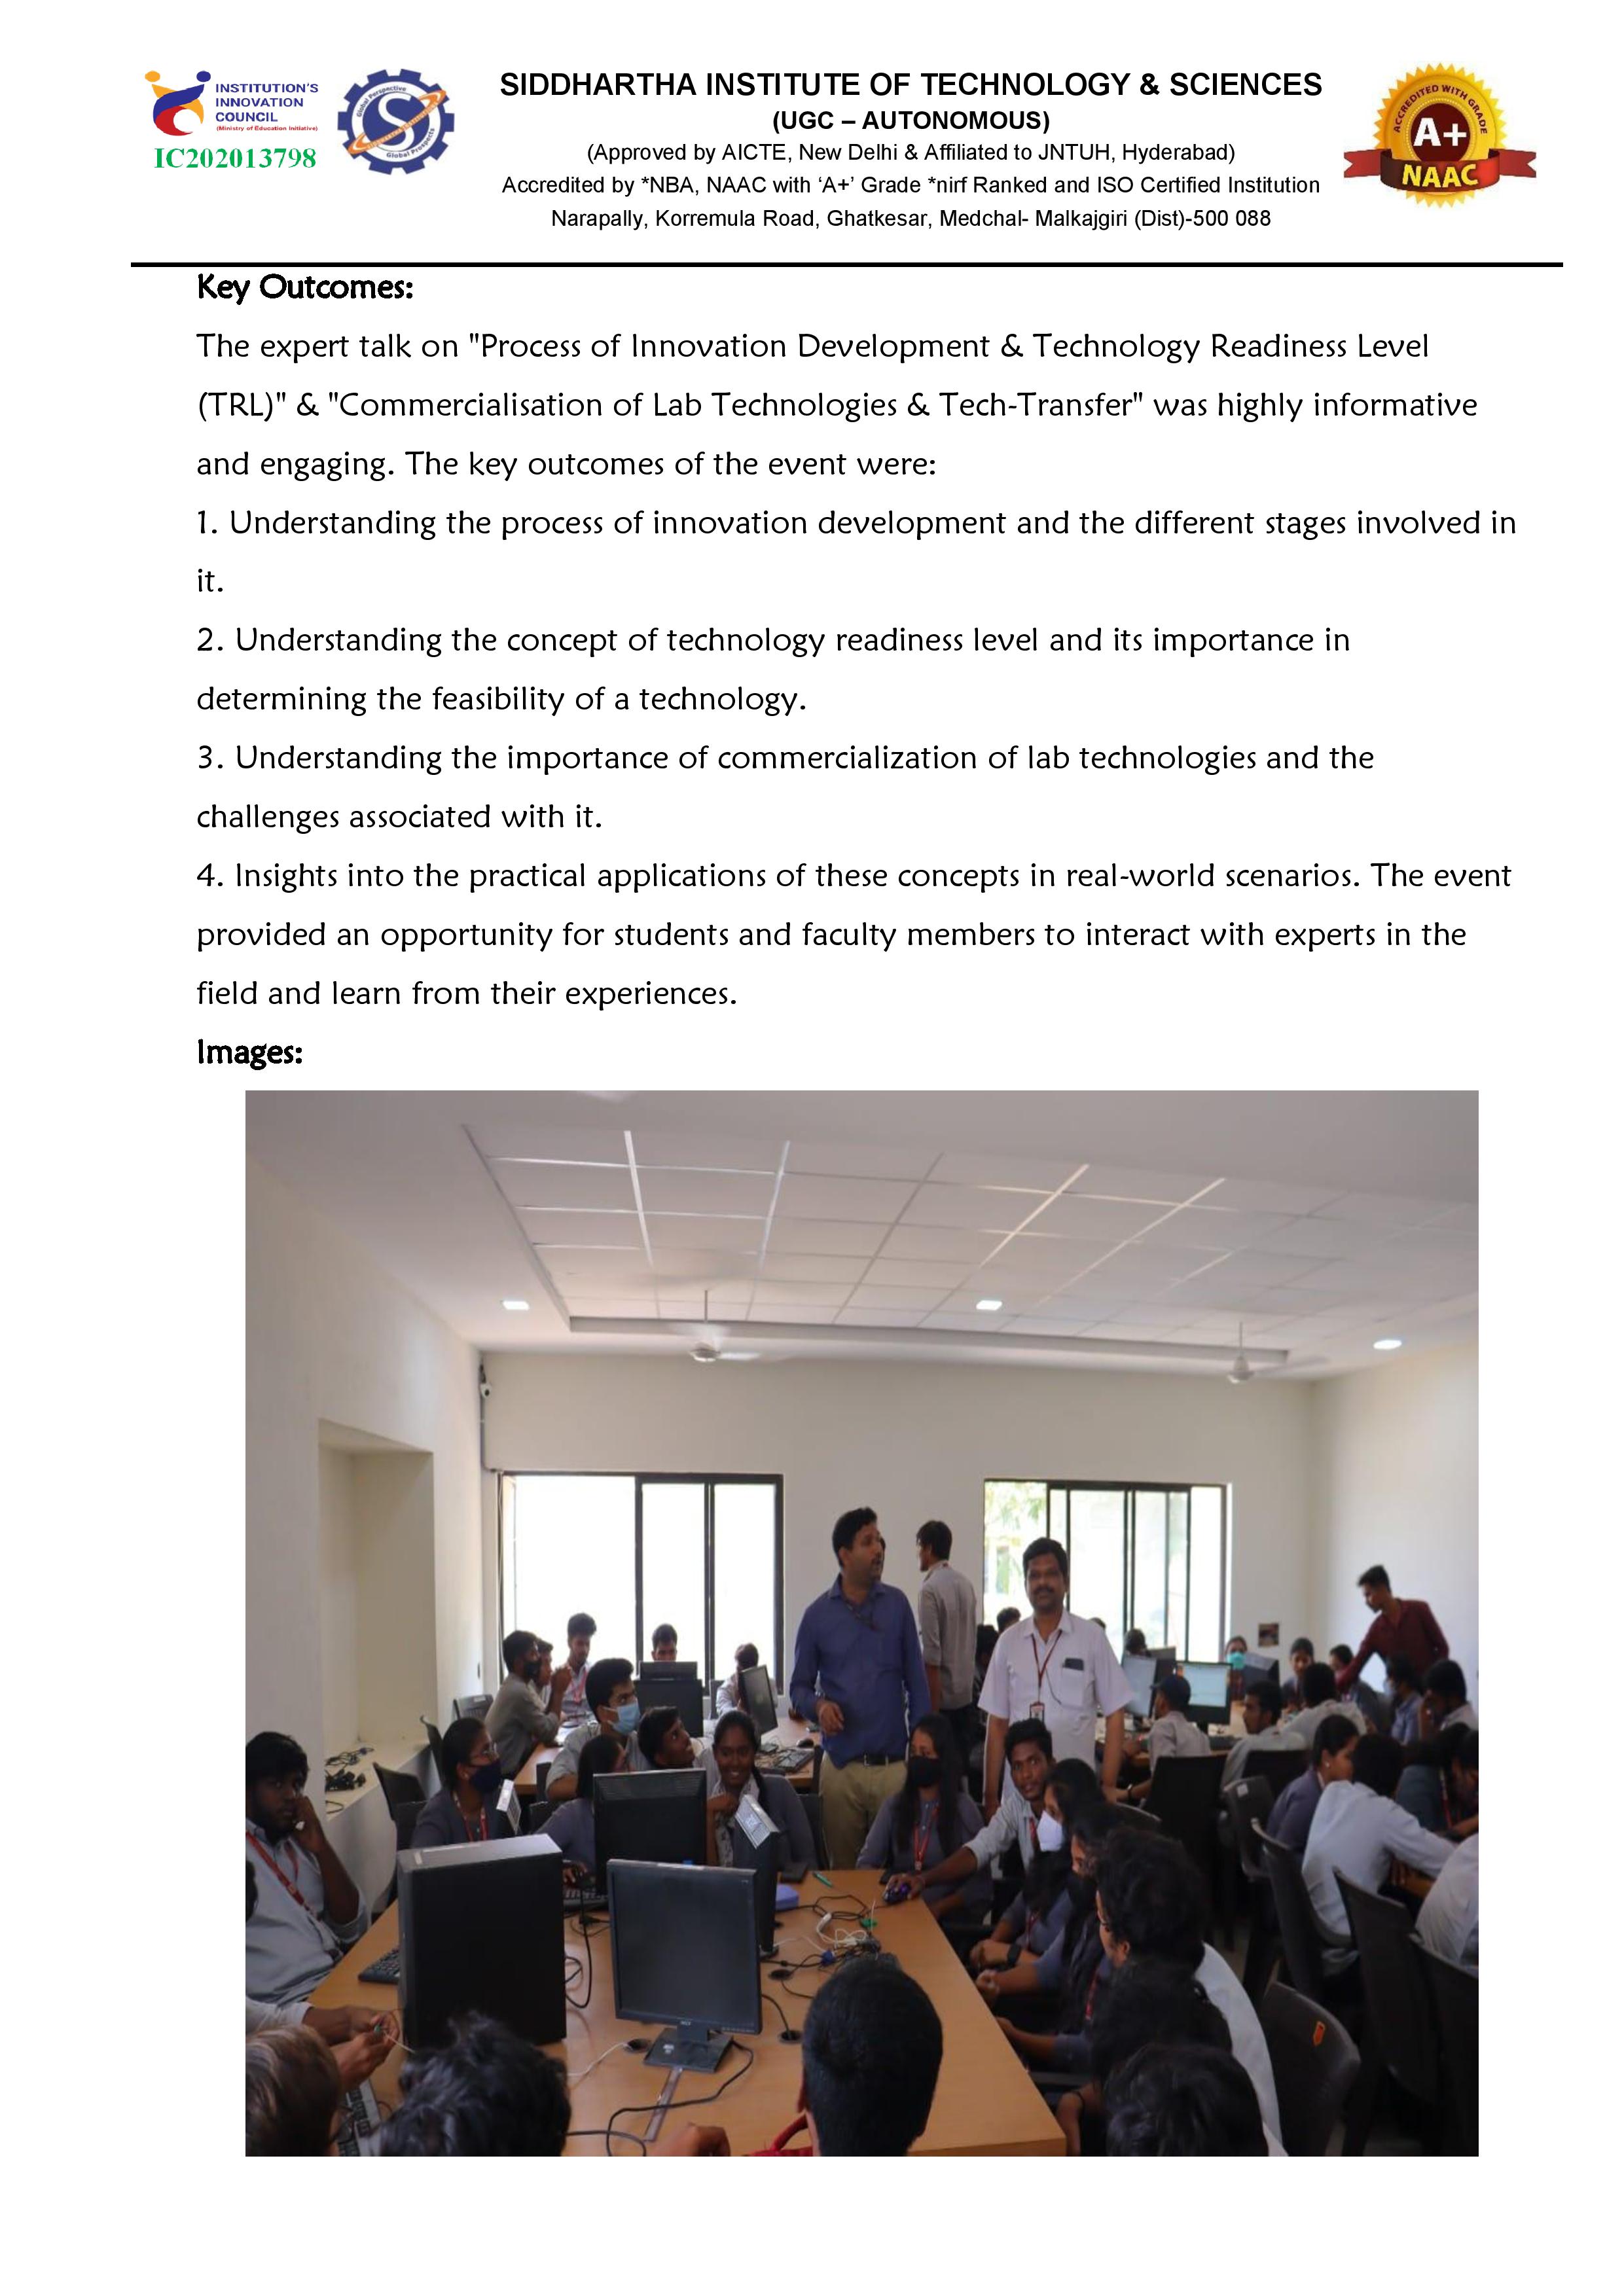 INSTITUTION'S
INNOVATION
COUNCIL
(Ministry of Education Initiative)
IC202013798
Global Perspective
S
Global Prospects
SIDDHARTHA INSTITUTE OF TECHNOLOGY & SCIENCES
(UGC – AUTONOMOUS)
(Approved by AICTE, New Delhi & Affiliated to JNTUH, Hyderabad)
Accredited by *NBA, NAAC with ‘A+’ Grade *nirf Ranked and ISO Certified Institution
Narapally, Korremula Road, Ghatkesar, Medchal- Malkajgiri (Dist)-500 088
ACCREDITED WITH GRADE
A+
NAAC
Key Outcomes:
The expert talk on "Process of Innovation Development & Technology Readiness Level
(TRL)" & "Commercialisation of Lab Technologies & Tech-Transfer" was highly informative
and engaging. The key outcomes of the event were:
1. Understanding the process of innovation development and the different stages involved in
it.
2. Understanding the concept of technology readiness level and its importance in
determining the feasibility of a technology.
3. Understanding the importance of commercialization of lab technologies and the
challenges associated with it.
4. Insights into the practical applications of these concepts in real-world scenarios. The event
provided an opportunity for students and faculty members to interact with experts in the
field and learn from their experiences.
Images: